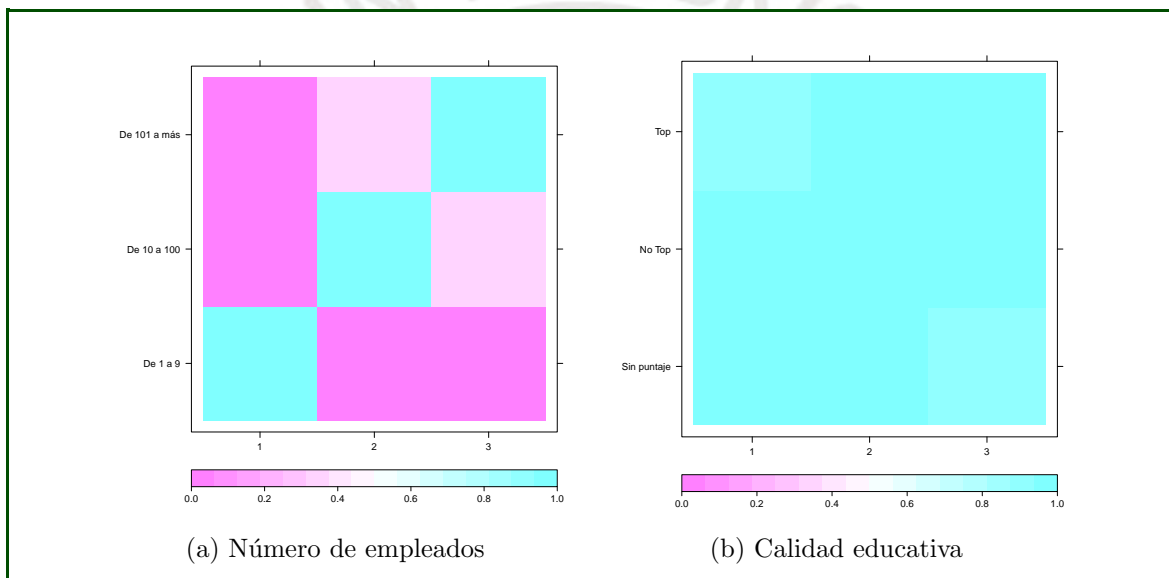 De 101 a más
De 10 a 100
De 1 a 9
1 2 3
0.0 0.2 0.4 0.6 0.8 1.0
(a) Número de empleados
Top
No Top
Sin puntaje
1 2 3
0.0 0.2 0.4 0.6 0.8 1.0
(b) Calidad educativa